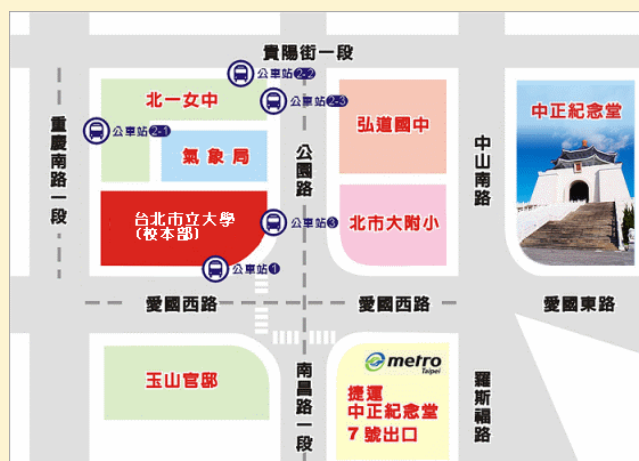 貴陽街一段
公車站2-2
北一女中
公車站2-3
中正紀念堂
重慶南路一段
公車站2-1
弘道國中
氣象局
公園路
中山南路
台北市立大學
(校本部)
公車站3
北市大附小
公車站1
愛國西路
愛國西路
愛國東路
玉山官邸
南昌路一段
metro
Taipei
捷運
中正紀念堂
7號出口
羅斯福路